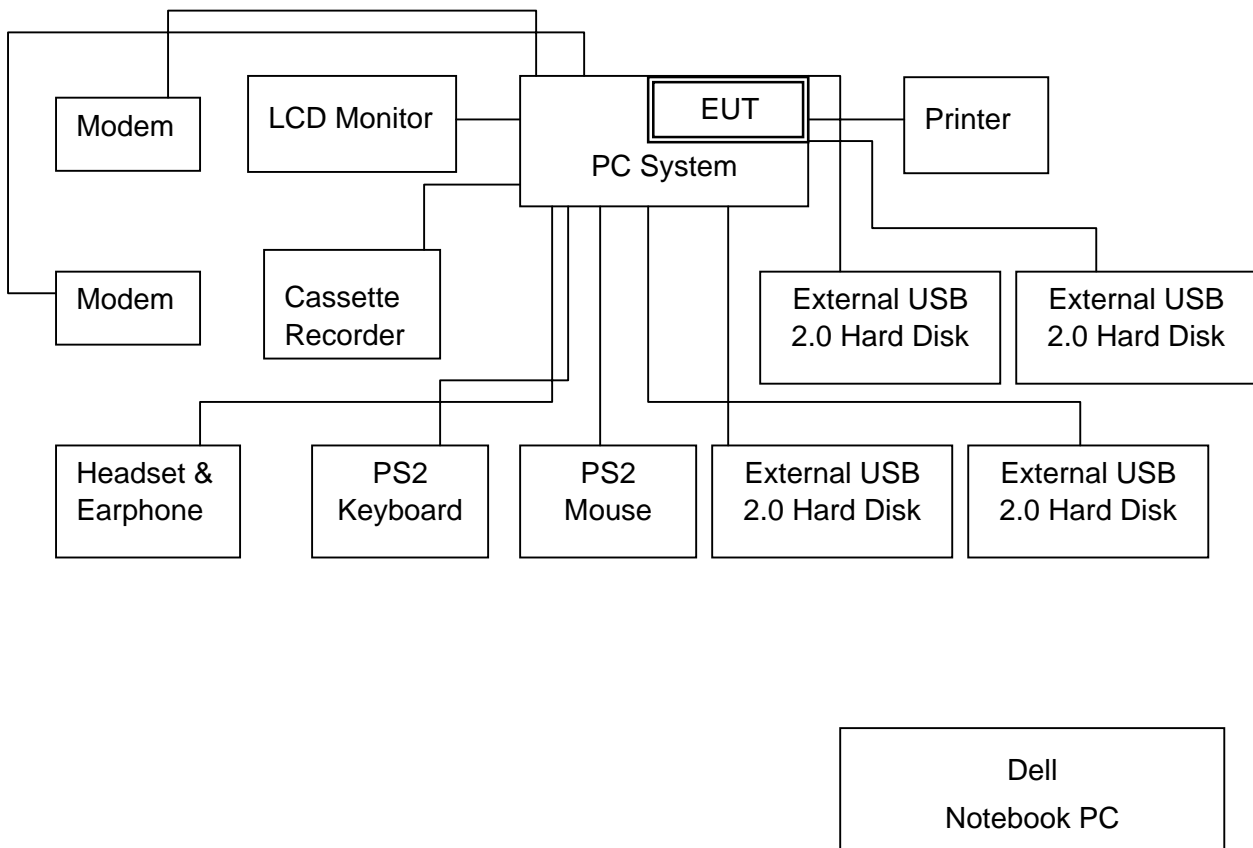 Modem
LCD Monitor
EUT
PC System
Printer
Modem
Cassette
Recorder
External USB
2.0 Hard Disk
External USB
2.0 Hard Disk
Headset &
Earphone
PS2
Keyboard
PS2
Mouse
External USB
2.0 Hard Disk
External USB
2.0 Hard Disk
Dell
Notebook PC